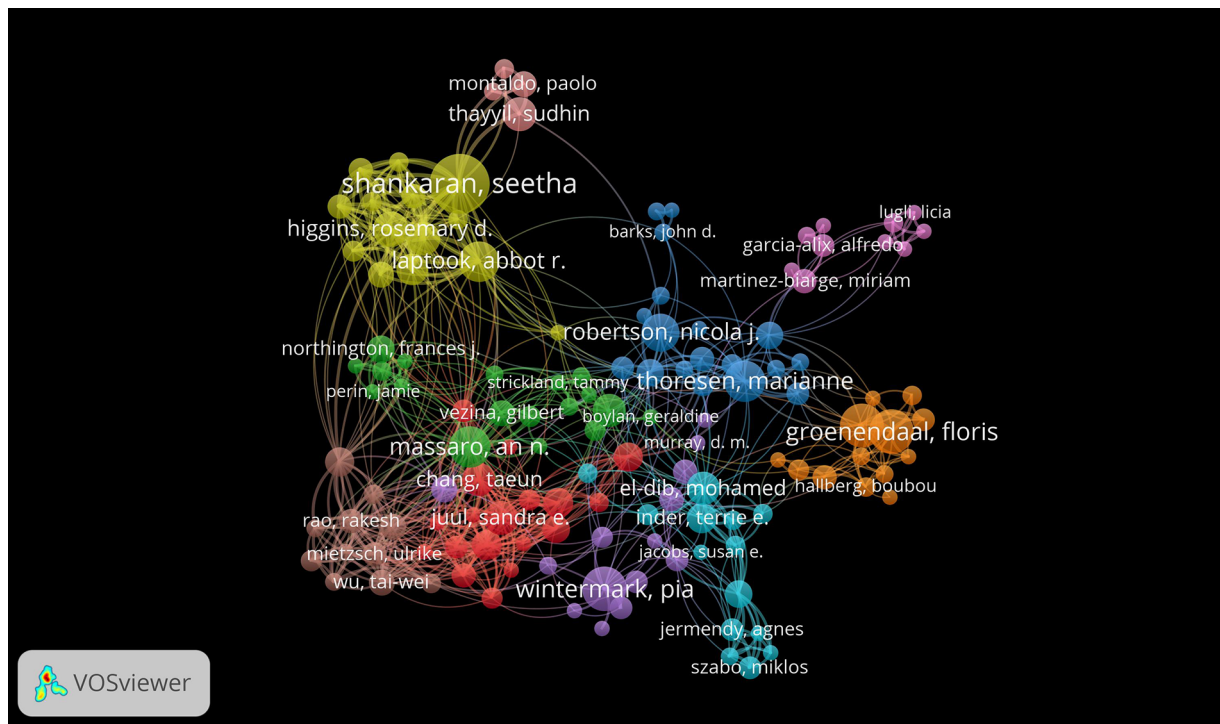 montaldo, paolo
thayyil, sudhin
shankaran, seetha
lugli, licia
higgins, rosemary d.
barks, john d.
garcia-alix, alfredo
laptook, abbot r.
martinez-biarge, miriam
robertson, nicola j.
northington, frances j.
strickland, tammy
thoresen, marianne
perin, jamie
vezina, gilbert
boylan, geraldine
groenendaal, floris
massaro, an n.
murray, d. m.
chang, taeun
el-dib, mohamed
hallberg, boubou
rao, rakesh
juul, sandra e.
inder, terrie e.
mietzsch, ulrike
jacobs, susan e.
wu, tai-wei
wintermark, pia
jermendy, agnes
szabo, miklos
VOSviewer